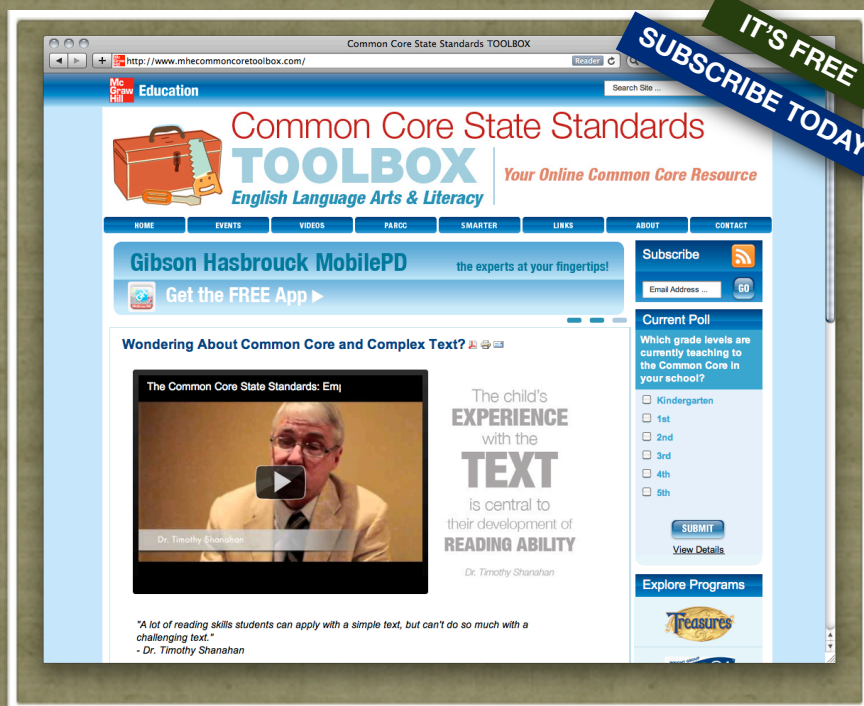 IT'S FREE
SUBSCRIBE TODAY
Common Core State Standards TOOLBOX
http://www.mhecommoncoretoolbox.com/
Reader
Mc
Graw
Hill
Education
Search Site ...
Common Core State Standards
TOOLBOX
English Language Arts & Literacy
Your Online Common Core Resource
HOME EVENTS VIDEOS PARCC SMARTER LINKS ABOUT CONTACT
Gibson Hasbrouck MobilePD
the experts at your fingertips!
Get the FREE App
Subscribe
Email Address ...
GO
Current Poll
Which grade levels are
currently teaching to
the Common Core in
your school?
Kindergarten
1st
2nd
3rd
4th
5th
SUBMIT
View Details
Explore Programs
Treasures
Wondering About Common Core and Complex Text?
The Common Core State Standards: Em
Dr. Timothy Shanahan
The child's
EXPERIENCE
with the
TEXT
is central to
their development of
READING ABILITY
Dr. Timothy Shanahan
"A lot of reading skills students can apply with a simple text, but can't do so much with a
challenging text."
- Dr. Timothy Shanahan